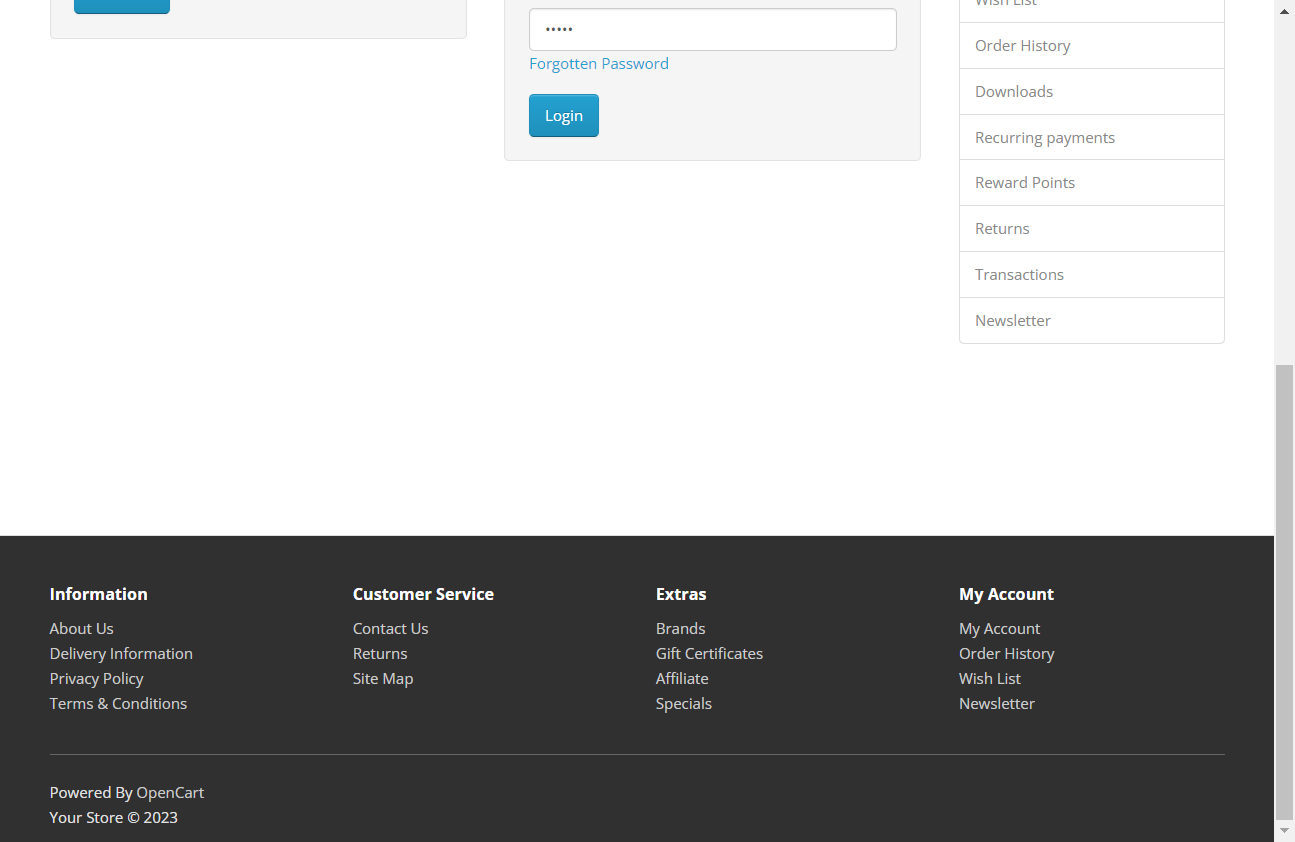 •••••
Forgotten Password
Login
Wish List
Order History
Downloads
Recurring payments
Reward Points
Returns
Transactions
Newsletter
Information
About Us
Delivery Information
Privacy Policy
Terms & Conditions
Customer Service
Contact Us
Returns
Site Map
Extras
Brands
Gift Certificates
Affiliate
Specials
My Account
My Account
Order History
Wish List
Newsletter
Powered By OpenCart
Your Store © 2023